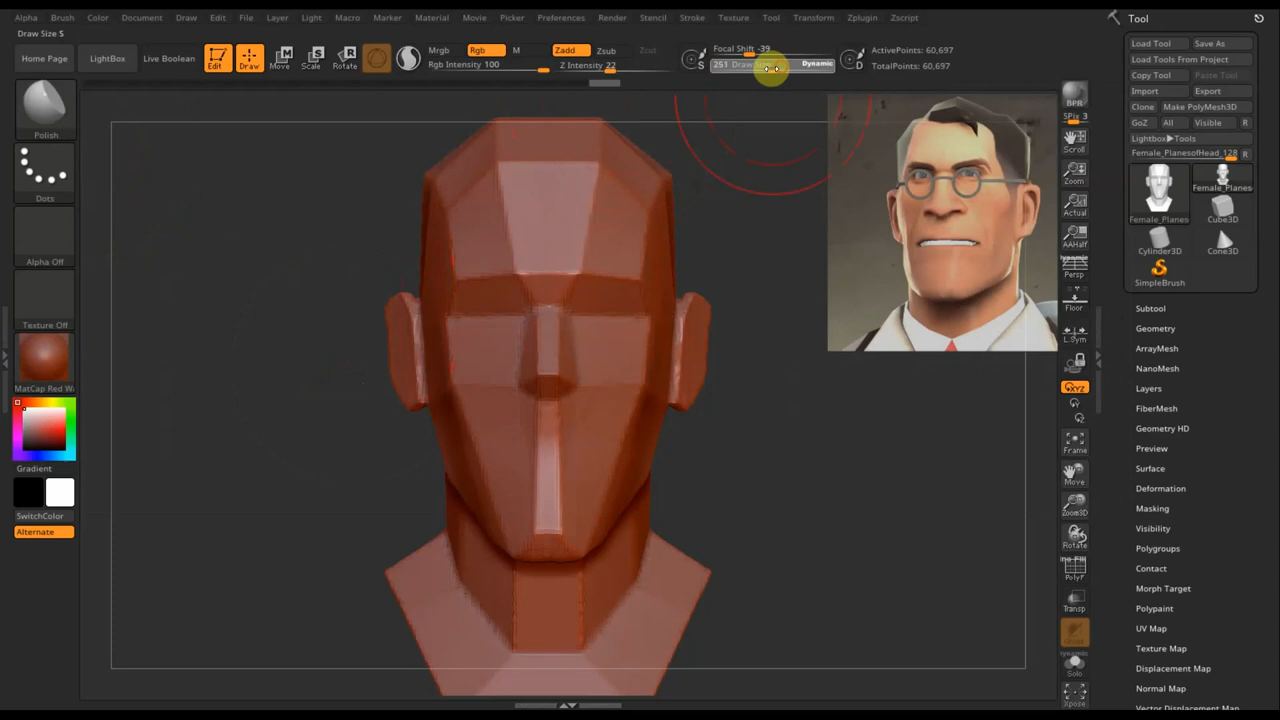 Alpha Brush Color Document Draw Edit File Layer Light Macro Marker Material Movie Picker Preferences Render Stencil Stroke Texture Tool Transform Zplugin Zscript
Tool
Draw Size S
Home Page
LightBox
Live Boolean
Edit
Draw
Move
Scale
Rotate
Mrgb Rgb M Zadd Zsub Zcut
Rgb Intensity 100
Z Intensity 22
S
Focal Shift -39
251 Draw Size Dynamic
D
ActivePoints: 60,697
TotalPoints: 60,697
Load Tool Save As
Load Tools From Project
Copy Tool Paste Tool
Import Export
Clone Make PolyMesh3D
GoZ All Visible R
Lightbox▶Tools
Female_PlanesofHead_128 R
Female_Planes
Female_Planes
Cube3D
Cylinder3D
Cone3D
SimpleBrush
Subtool
Geometry
ArrayMesh
NanoMesh
Layers
FiberMesh
Geometry HD
Preview
Surface
Deformation
Masking
Visibility
Polygroups
Contact
Morph Target
Polypaint
UV Map
Texture Map
Displacement Map
Normal Map
Vector Displacement Map
Polish
Dots
Alpha Off
Texture Off
MatCap Red Wa
Gradient
SwitchColor
Alternate
BPR
SPix 3
Scroll
Zoom
Actual
AAHalf
Dynamic
Persp
Floor
L.Sym
XYZ
Frame
Move
Zoom3D
Rotate
PolyF
Transp
Ghost
Dynamic
Solo
Xpose